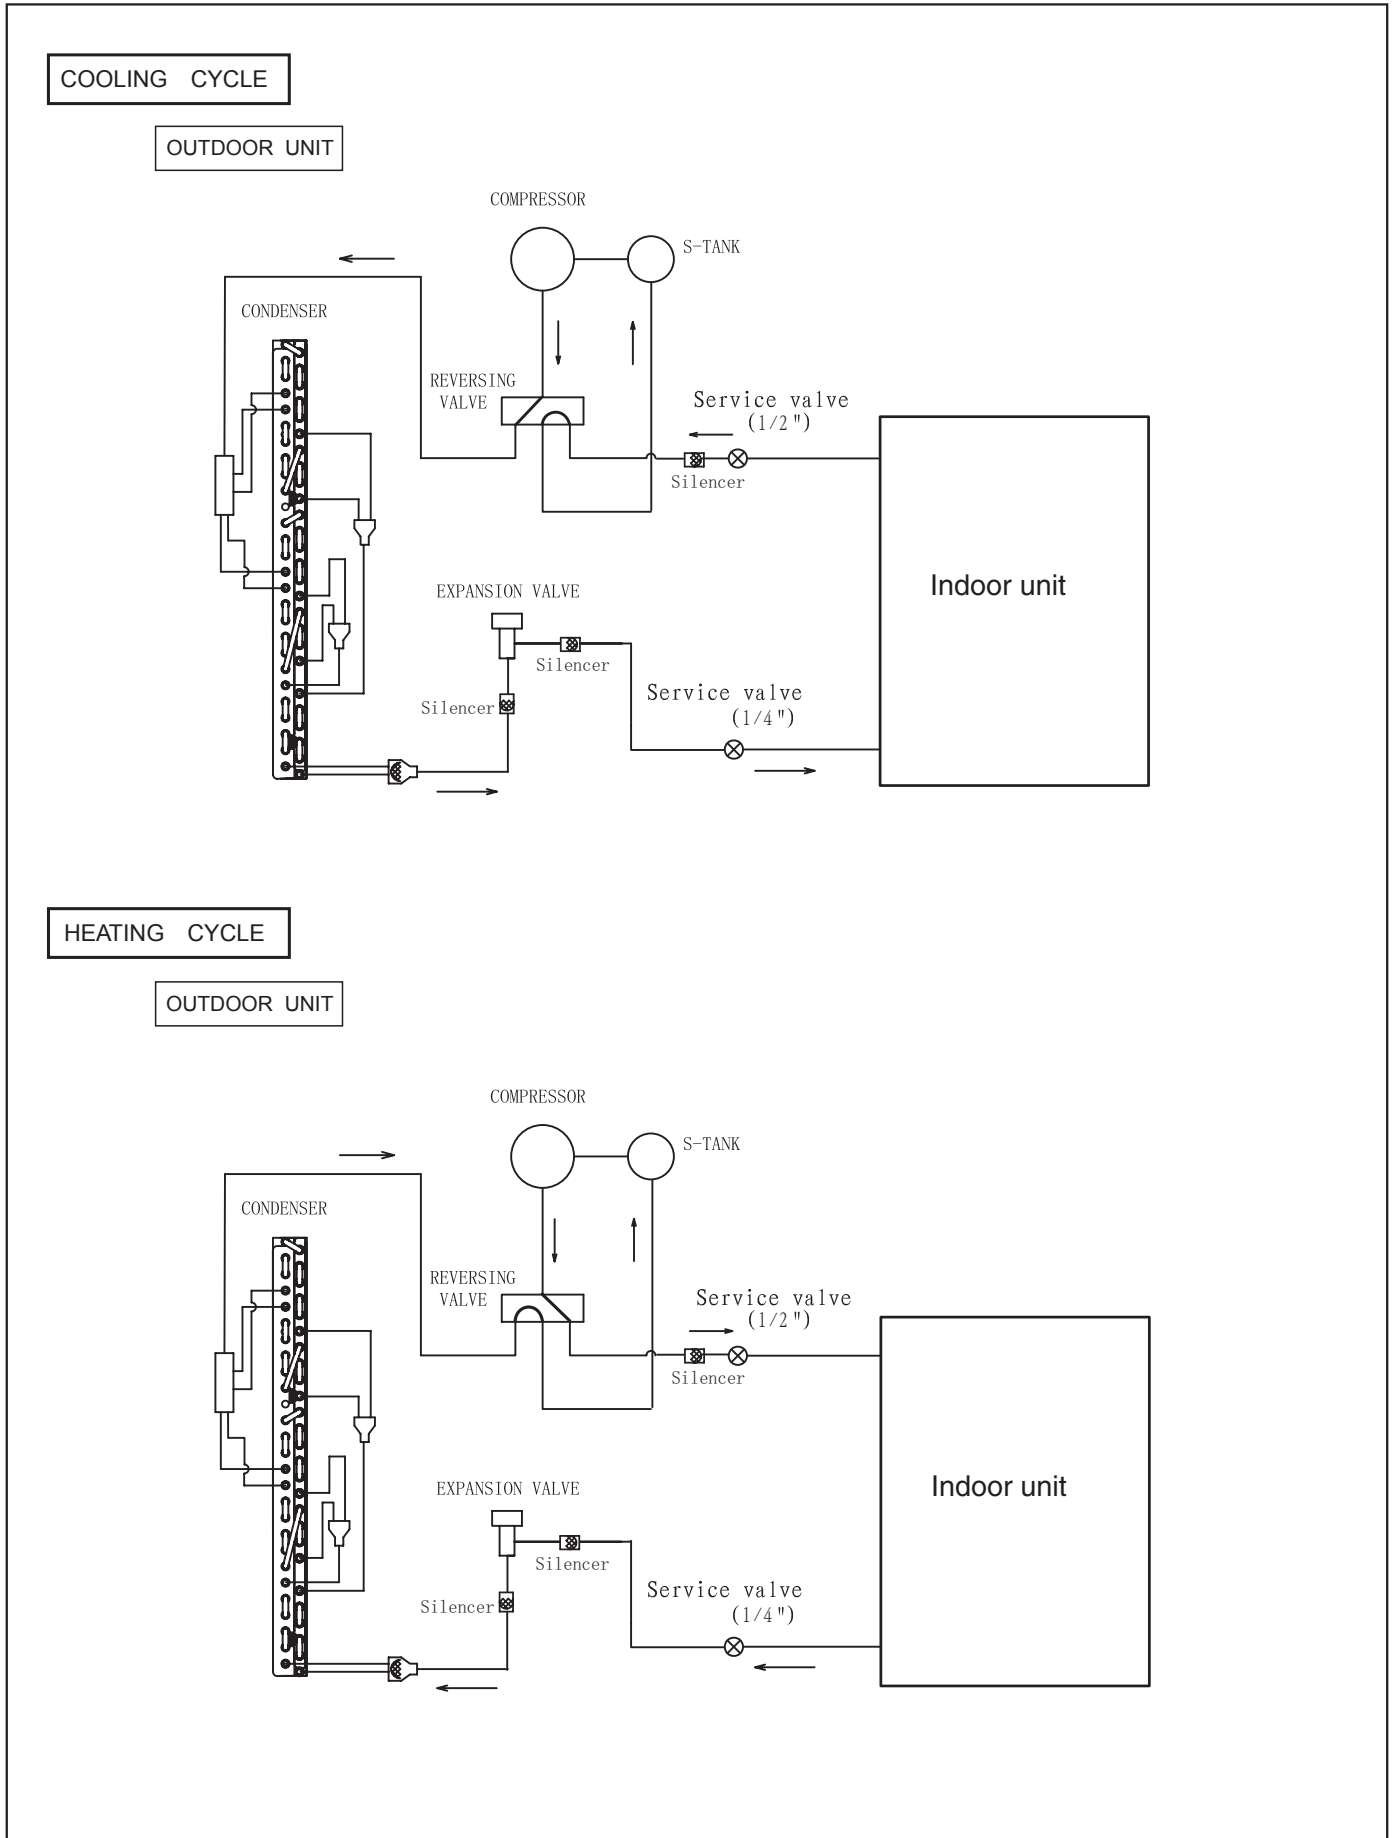 COOLING CYCLE
OUTDOOR UNIT
COMPRESSOR
S-TANK
CONDENSER
REVERSING
VALVE
Service valve
(1/2")
Silencer
Indoor unit
EXPANSION VALVE
Silencer
Service valve
(1/4")
Silencer
HEATING CYCLE
OUTDOOR UNIT
COMPRESSOR
S-TANK
CONDENSER
REVERSING
VALVE
Service valve
(1/2")
Silencer
Indoor unit
EXPANSION VALVE
Silencer
Service valve
(1/4")
Silencer